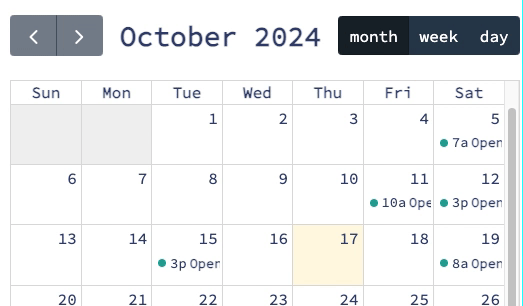 October 2024 month week day
Sun Mon Tue Wed Thu Fri Sat
1 2 3 4 5
7a Open
6 7 8 9 10 11 12
10a Ope 3p Open
13 14 15 16 17 18 19
3p Open 8a Open
20 21 22 23 24 25 26